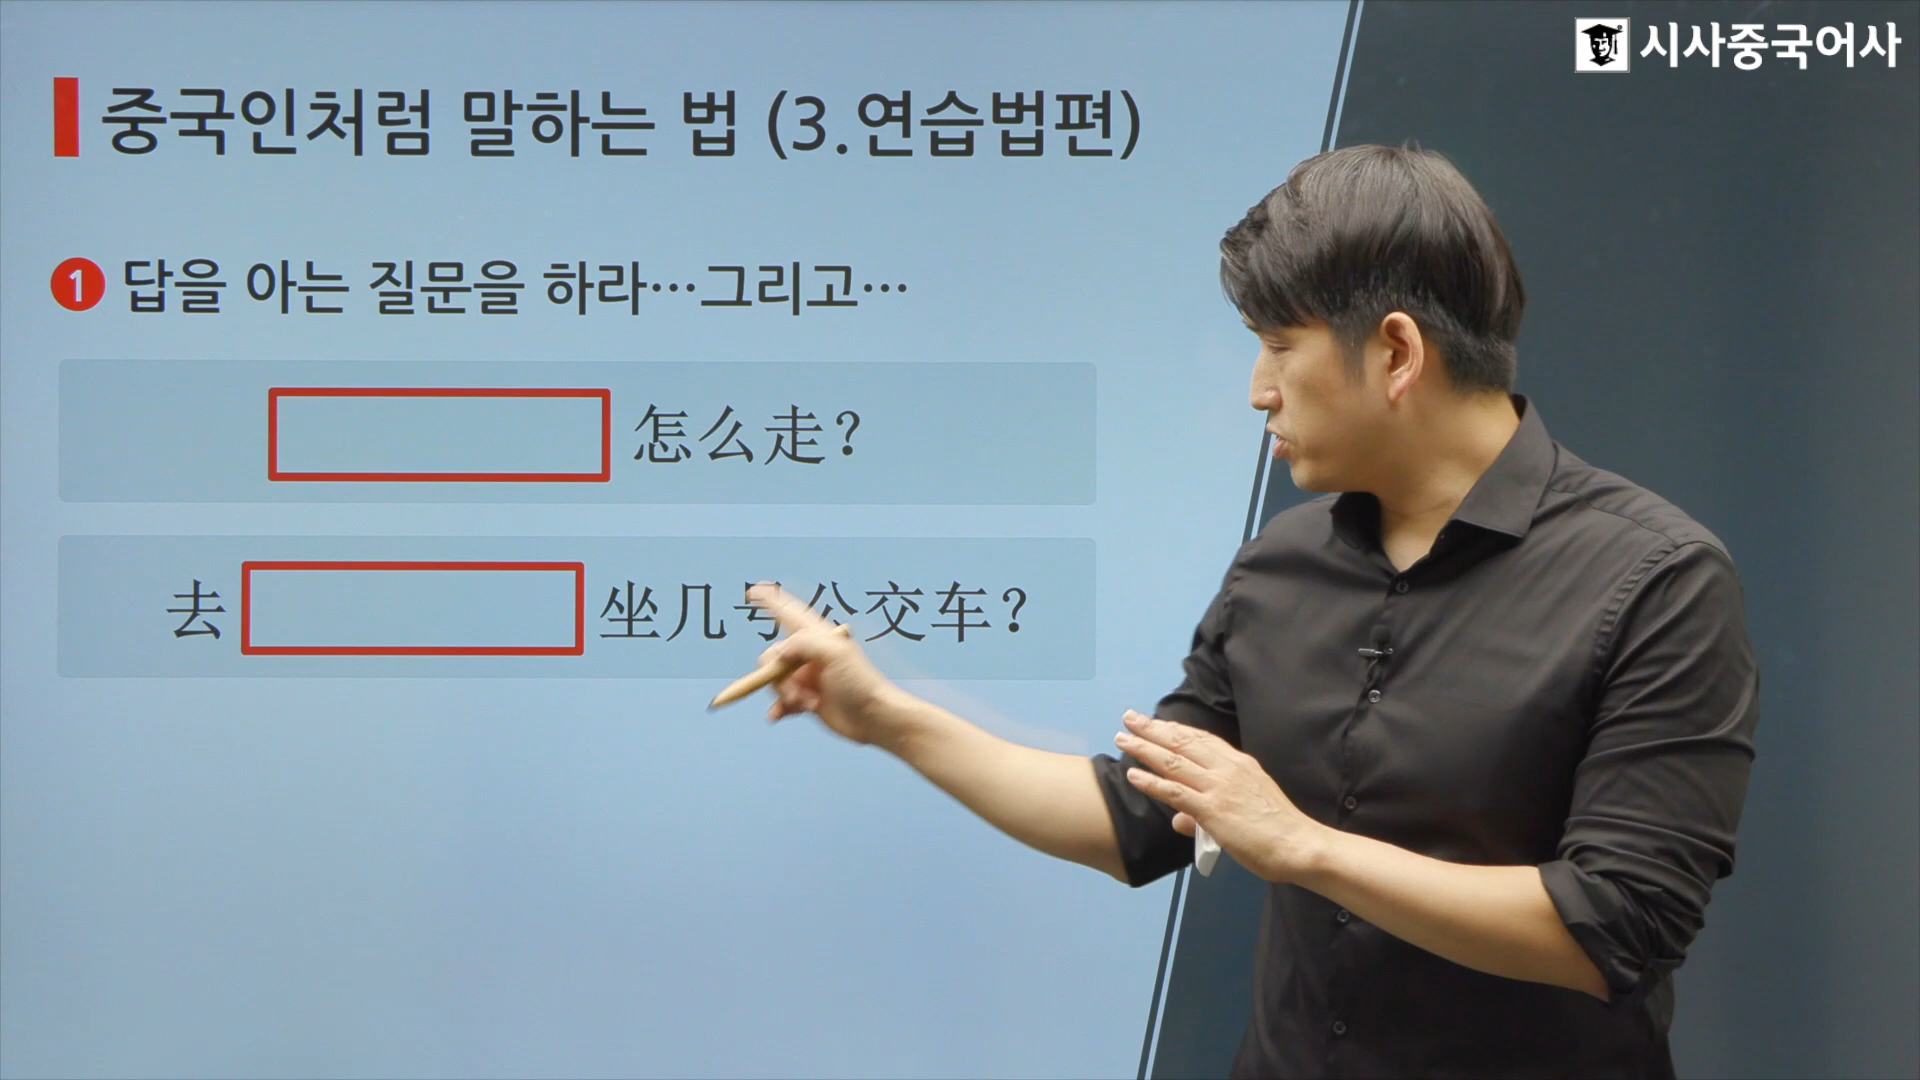 시사중국어사
중국인처럼 말하는 법 (3.연습법편)
1 답을 아는 질문을 하라…그리고…
怎么走?
去 坐几号公交车?